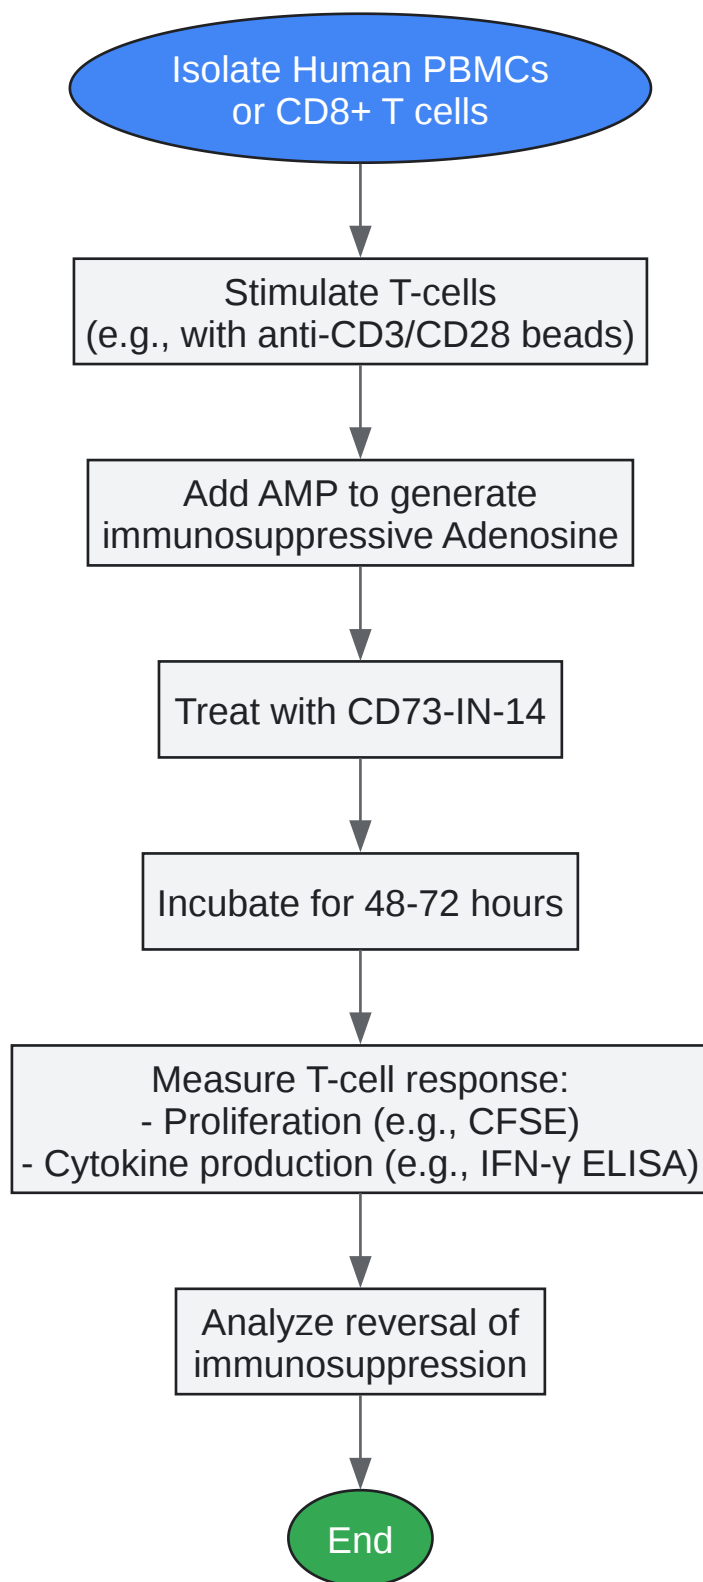 Isolate Human PBMCs
or CD8+ T cells
Stimulate T-cells
(e.g., with anti-CD3/CD28 beads)
Add AMP to generate
immunosuppressive Adenosine
Treat with CD73-IN-14
Incubate for 48-72 hours
Measure T-cell response:
- Proliferation (e.g., CFSE)
- Cytokine production (e.g., IFN-γ ELISA)
Analyze reversal of
immunosuppression
End